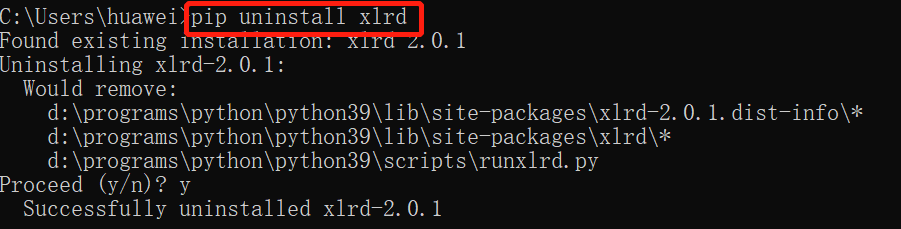 C:\Users\huawei>pip uninstall xlrd
Found existing installation: xlrd 2.0.1
Uninstalling xlrd-2.0.1:
  Would remove:
    d:\programs\python\python39\lib\site-packages\xlrd-2.0.1.dist-info\*
    d:\programs\python\python39\lib\site-packages\xlrd\*
    d:\programs\python\python39\scripts\runxlrd.py
Proceed (y/n)? y
  Successfully uninstalled xlrd-2.0.1